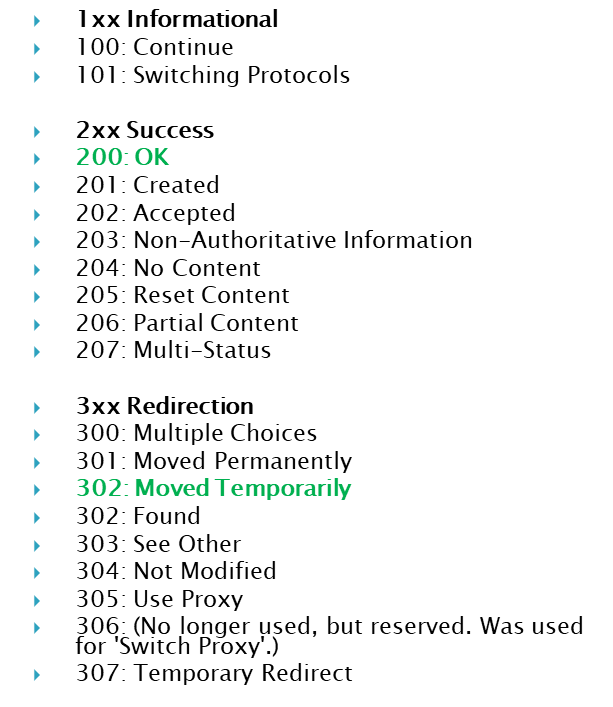 1xx Informational
100: Continue
101: Switching Protocols
2xx Success
200: OK
201: Created
202: Accepted
203: Non-Authoritative Information
204: No Content
205: Reset Content
206: Partial Content
207: Multi-Status
3xx Redirection
300: Multiple Choices
301: Moved Permanently
302: Moved Temporarily
302: Found
303: See Other
304: Not Modified
305: Use Proxy
306: (No longer used, but reserved. Was used
for 'Switch Proxy'.)
307: Temporary Redirect